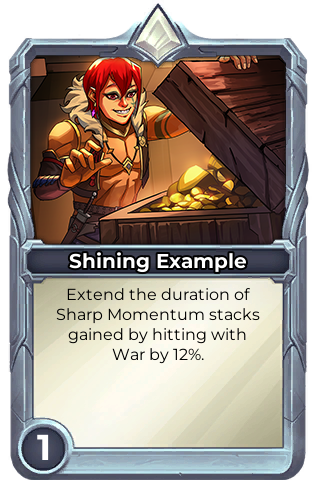 Shining Example
Extend the duration of
Sharp Momentum stacks
gained by hitting with
War by 12%.
1